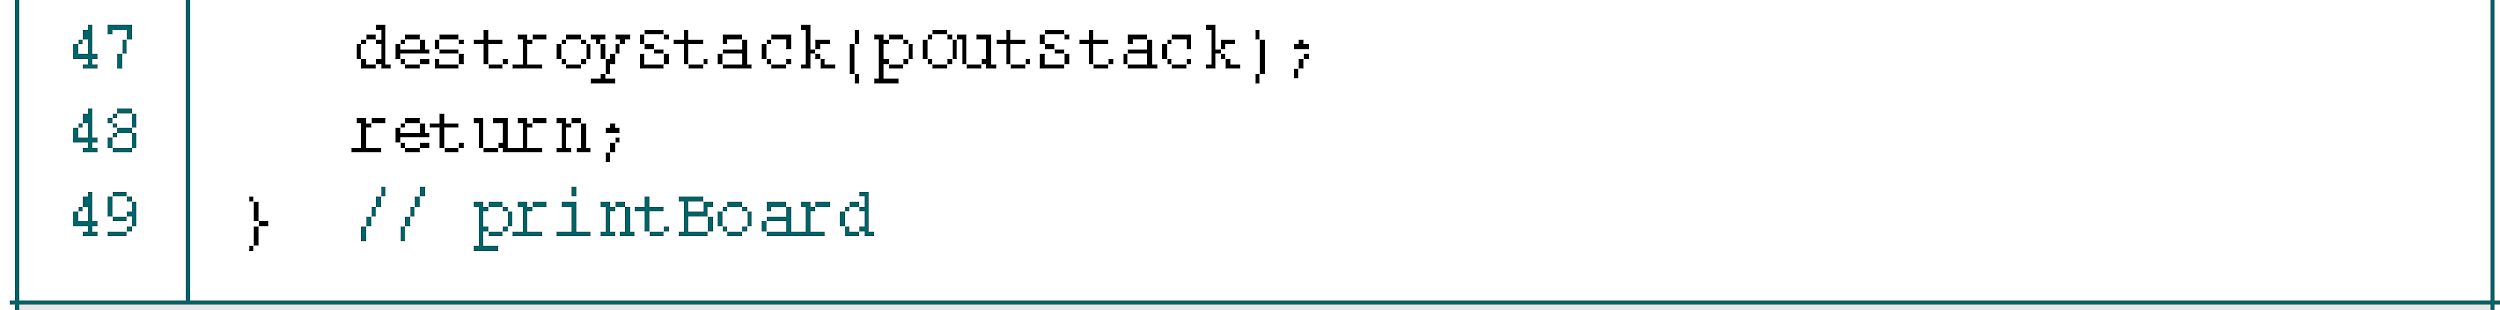 47 destroyStack(poutStack);
48 return;
49 } // printBoard